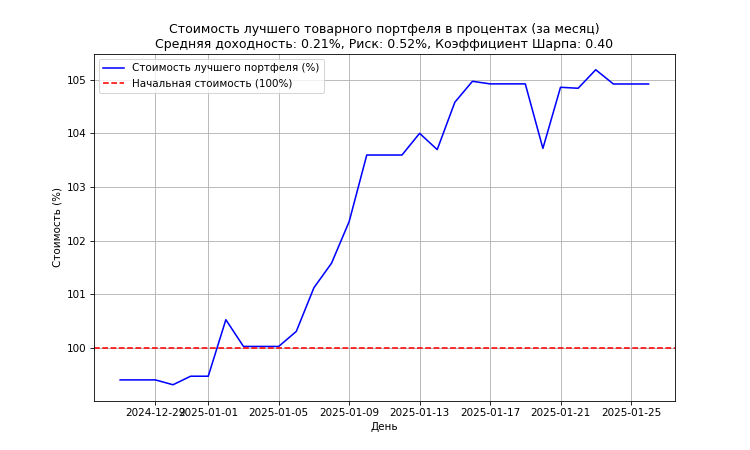 Стоимость лучшего товарного портфеля в процентах (за месяц)
Средняя доходность: 0.21%, Риск: 0.52%, Коэффициент Шарпа: 0.40
Стоимость лучшего портфеля (%)
Начальная стоимость (100%)
Стоимость (%)
105
104
103
102
101
100
2024-12-29 2025-01-01 2025-01-05 2025-01-09 2025-01-13 2025-01-17 2025-01-21 2025-01-25
День